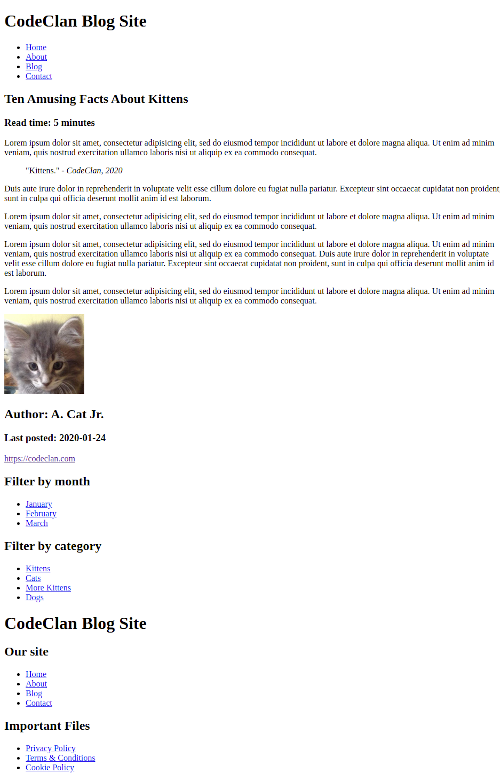 CodeClan Blog Site
Home
About
Blog
Contact
Ten Amusing Facts About Kittens
Read time: 5 minutes
Lorem ipsum dolor sit amet, consectetur adipisicing elit, sed do eiusmod tempor incididunt ut labore et dolore magna aliqua. Ut enim ad minim
veniam, quis nostrud exercitation ullamco laboris nisi ut aliquip ex ea commodo consequat.
"Kittens." - CodeClan, 2020
Duis aute irure dolor in reprehenderit in voluptate velit esse cillum dolore eu fugiat nulla pariatur. Excepteur sint occaecat cupidatat non proident
sunt in culpa qui officia deserunt mollit anim id est laborum.
Lorem ipsum dolor sit amet, consectetur adipisicing elit, sed do eiusmod tempor incididunt ut labore et dolore magna aliqua. Ut enim ad minim
veniam, quis nostrud exercitation ullamco laboris nisi ut aliquip ex ea commodo consequat.
Lorem ipsum dolor sit amet, consectetur adipisicing elit, sed do eiusmod tempor incididunt ut labore et dolore magna aliqua. Ut enim ad minim
veniam, quis nostrud exercitation ullamco laboris nisi ut aliquip ex ea commodo consequat. Duis aute irure dolor in reprehenderit in voluptate
velit esse cillum dolore eu fugiat nulla pariatur. Excepteur sint occaecat cupidatat non proident, sunt in culpa qui officia deserunt mollit anim id
est laborum.
Lorem ipsum dolor sit amet, consectetur adipisicing elit, sed do eiusmod tempor incididunt ut labore et dolore magna aliqua. Ut enim ad minim
veniam, quis nostrud exercitation ullamco laboris nisi ut aliquip ex ea commodo consequat.
Author: A. Cat Jr.
Last posted: 2020-01-24
https://codeclan.com
Filter by month
January
February
March
Filter by category
Kittens
Cats
More Kittens
Dogs
CodeClan Blog Site
Our site
Home
About
Blog
Contact
Important Files
Privacy Policy
Terms & Conditions
Cookie Policy